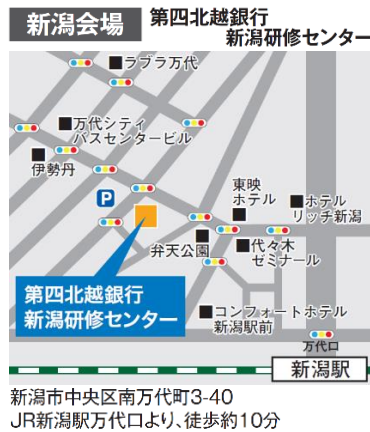 新潟会場
第四北越銀行
新潟研修センター
ラブラ万代
万代シティ
バスセンタービル
伊勢丹
P
東映
ホテル
ホテル
リッチ新潟
弁天公園
代々木
ゼミナール
第四北越銀行
新潟研修センター
コンフォートホテル
新潟駅前
万代口
新潟駅
新潟市中央区南万代町3-40
JR新潟駅万代口より、徒歩約10分